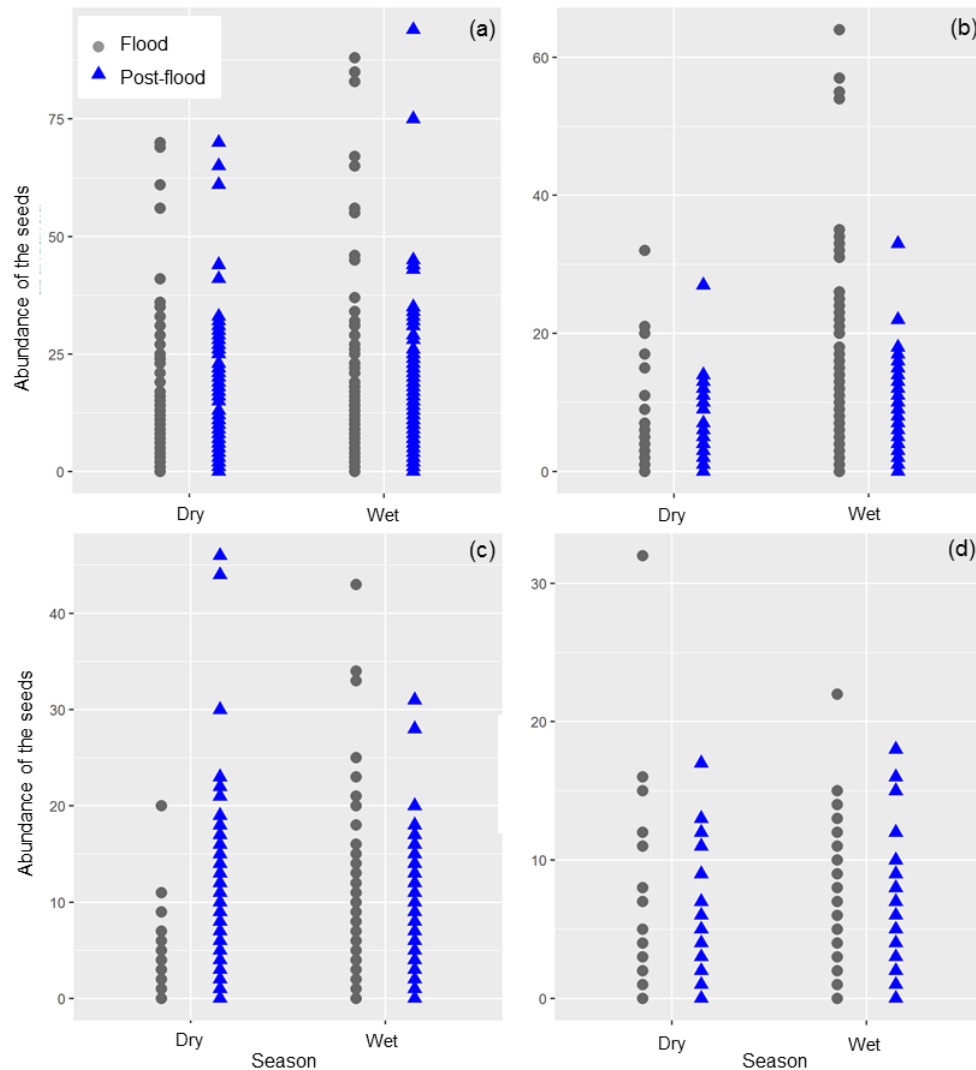 (a)
Flood
Post-flood
75
50
25
0
Abundance of the seeds
Dry
Wet
(b)
60
40
20
0
Dry
Wet
(c)
40
30
20
10
0
Abundance of the seeds
Dry
Wet
Season
(d)
30
20
10
0
Dry
Wet
Season